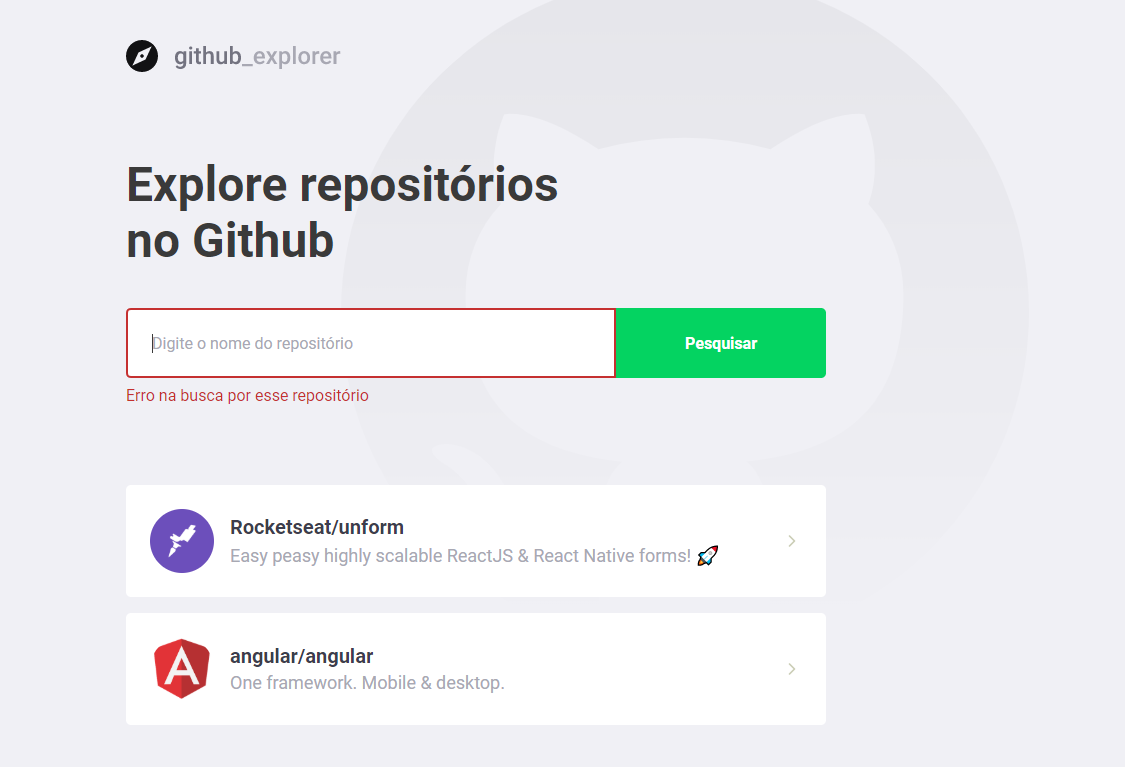 github_explorer
Explore repositórios
no Github
Digite o nome do repositório
Pesquisar
Erro na busca por esse repositório
Rocketseat/unform
Easy peasy highly scalable ReactJS & React Native forms! 🚀
angular/angular
One framework. Mobile & desktop.